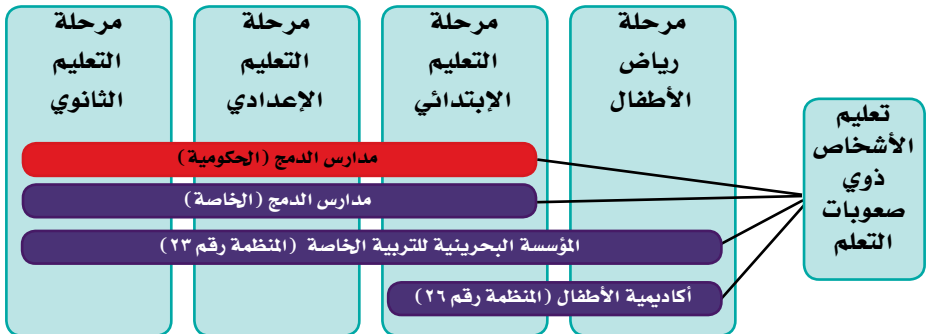 مرحلة
رياض
الأطفال
مرحلة
التعليم
الإبتدائي
مرحلة
التعليم
الإعدادي
مرحلة
التعليم
الثانوي
تعليم
الأشخاص
ذوي
صعوبات
التعلم
مدارس الدمج (الحكومية)
مدارس الدمج (الخاصة)
المؤسسة البحرينية للتربية الخاصة (المنظمة رقم ٢٣)
أكاديمية الأطفال (المنظمة رقم ٢٦)